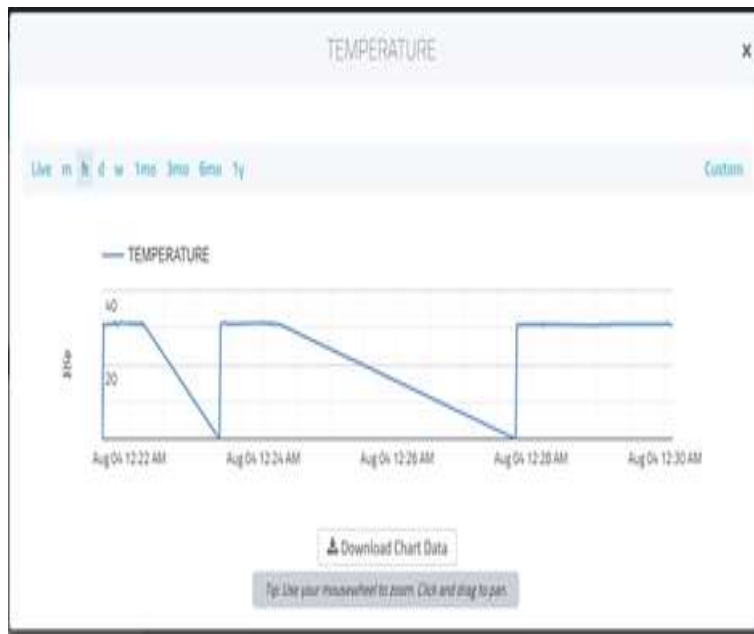 TEMPERATURE x
Live m h d w 1mo 3mo 6mo 1y Custom
TEMPERATURE
40
20
Aug 04 12:22 AM Aug 04 12:24 AM Aug 04 12:26 AM Aug 04 12:28 AM Aug 04 12:30 AM
Download Chart Data
Tip: Use your mousewheel to zoom. Click and drag to pan.